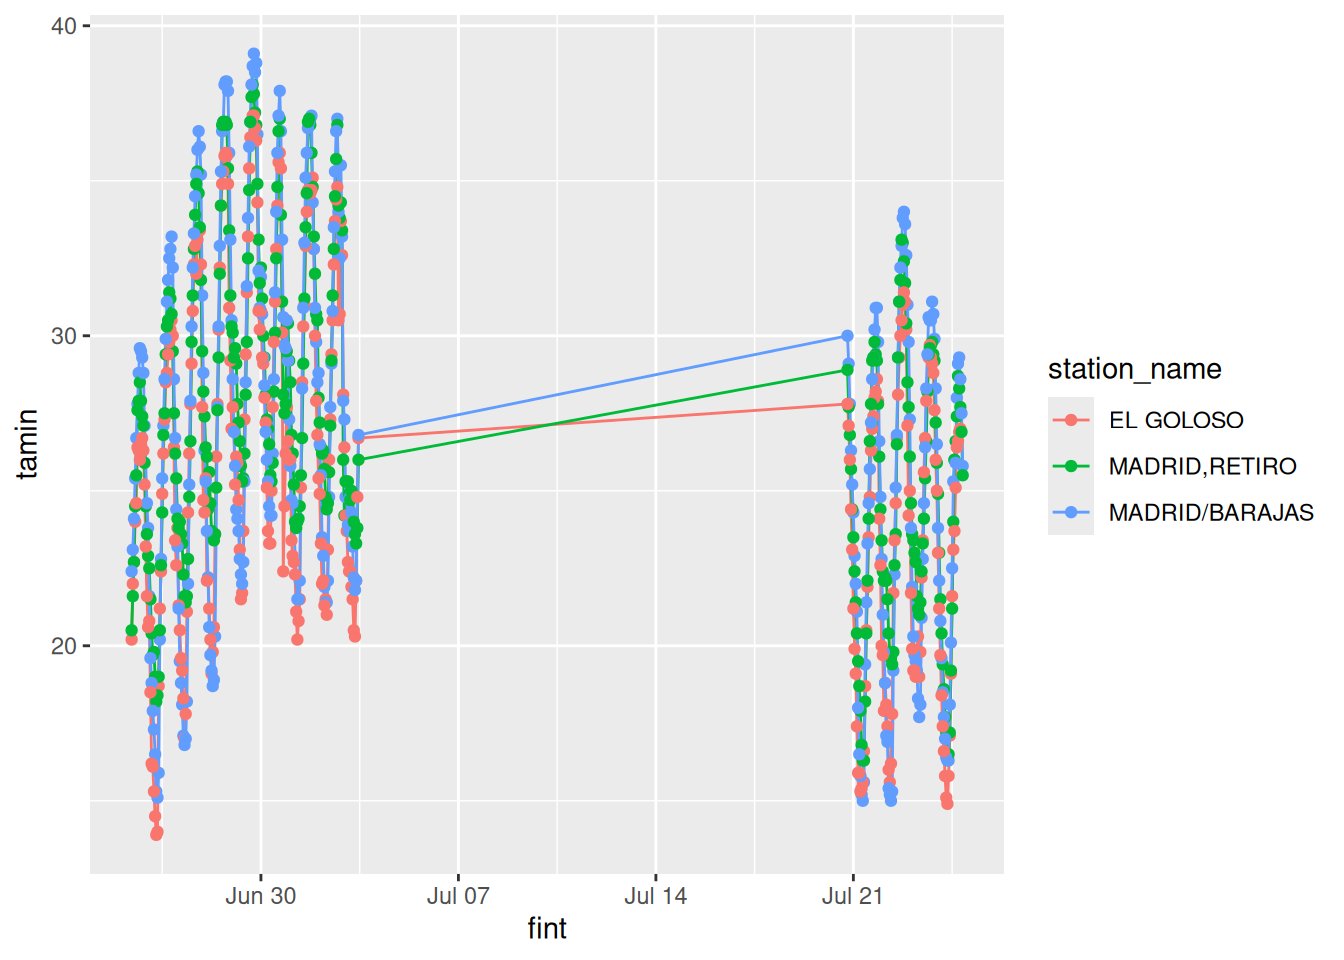 40
30
20
tamin
Jun 30
Jul 07
Jul 14
Jul 21
fint
station_name
EL GOLOSO
MADRID,RETIRO
MADRID/BARAJAS